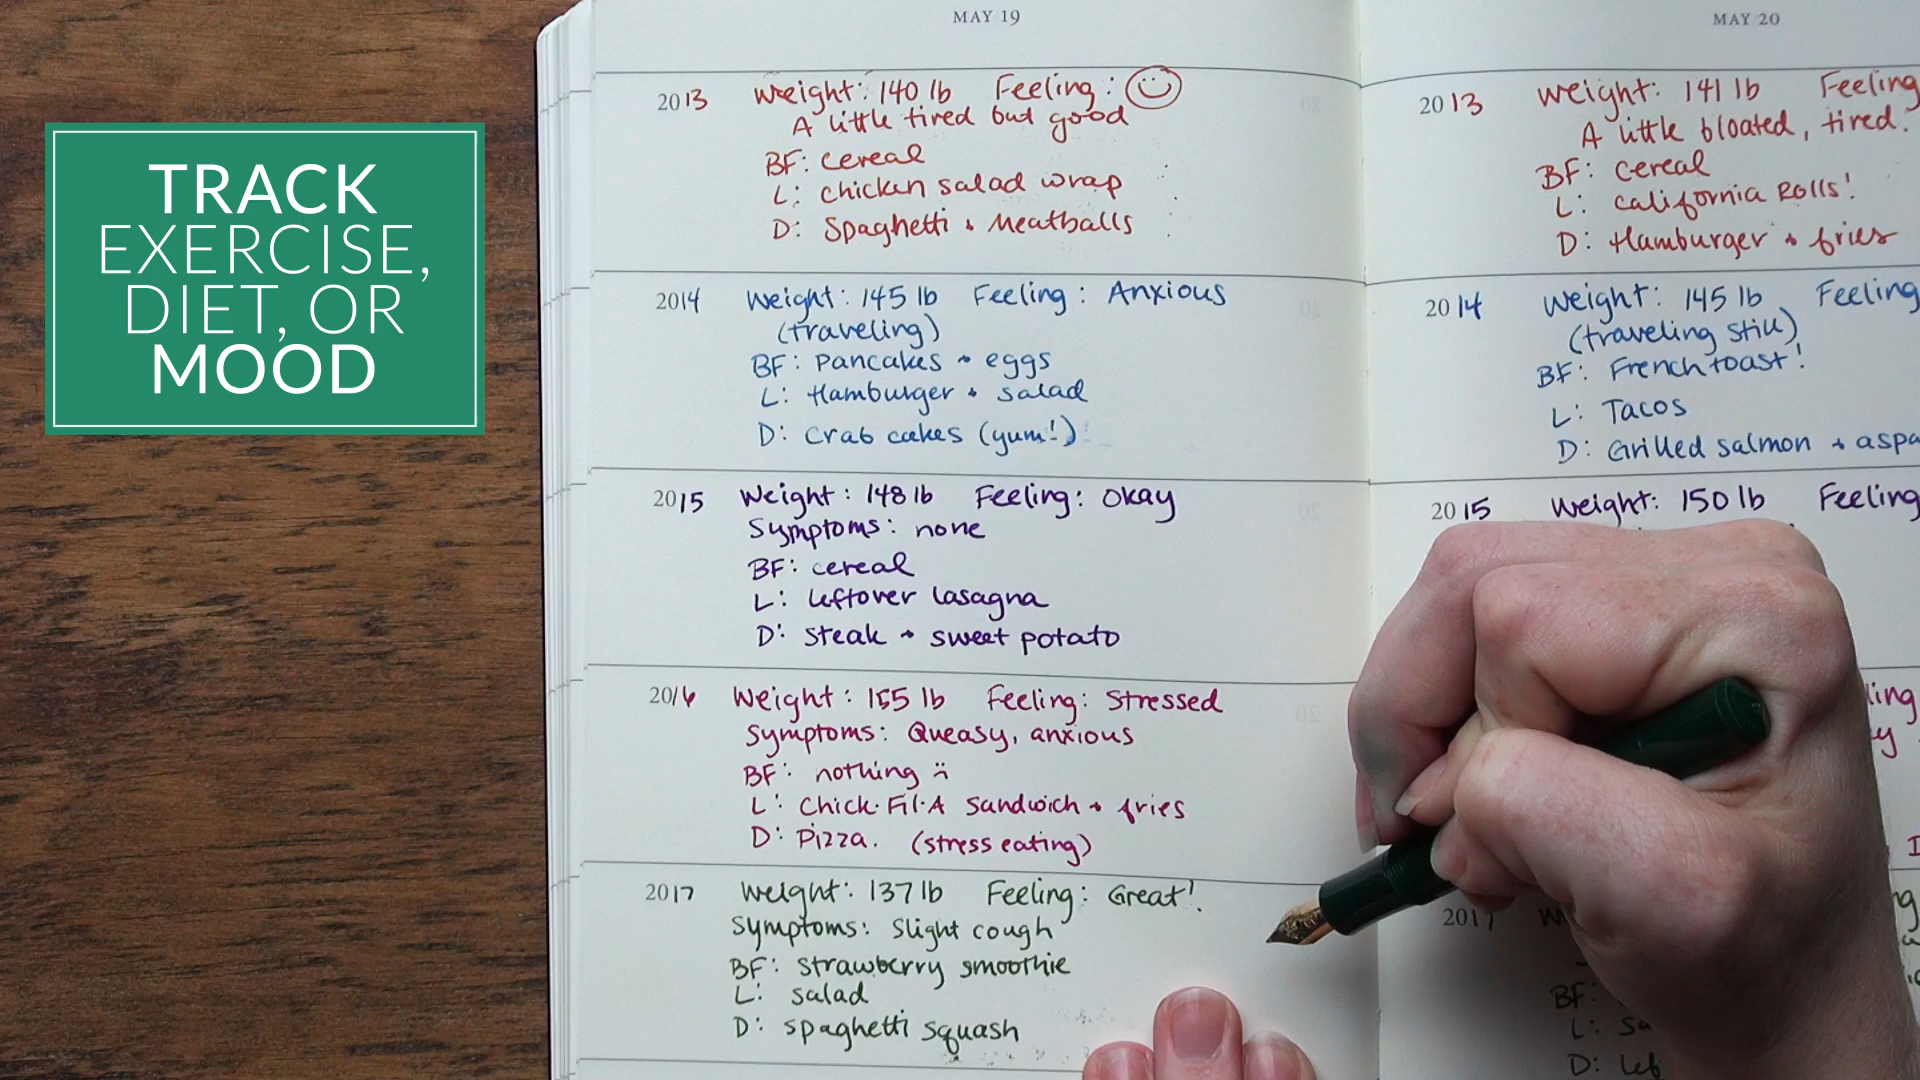 TRACK
EXERCISE,
DIET, OR
MOOD
MAY 19
2013 Weight: 140 lb Feeling: ☺
A little tired but good
BF: cereal
L: chicken salad wrap
D: Spaghetti + Meatballs
2014 Weight: 145 lb Feeling: Anxious
(traveling)
BF: Pancakes + eggs
L: Hamburger + salad
D: Crab cakes (yum!)
2015 Weight: 148 lb Feeling: Okay
Symptoms: none
BF: cereal
L: leftover lasagna
D: Steak + sweet potato
2016 Weight: 155 lb Feeling: Stressed
Symptoms: Queasy, anxious
BF: nothing :(
L: Chick-Fil-A Sandwich + fries
D: Pizza. (stress eating)
2017 Weight: 137 lb Feeling: Great!
Symptoms: Slight cough
BF: strawberry smoothie
L: salad
D: spaghetti squash
MAY 20
2013 Weight: 141 lb Feeling
A little bloated, tired.
BF: cereal
L: California Rolls!
D: Hamburger + fries
2014 Weight: 145 lb Feeling
(traveling still)
BF: French toast!
L: Tacos
D: Grilled salmon + aspa
2015 Weight: 150 lb Feeling
2017
BF:
L: sa
D: lef